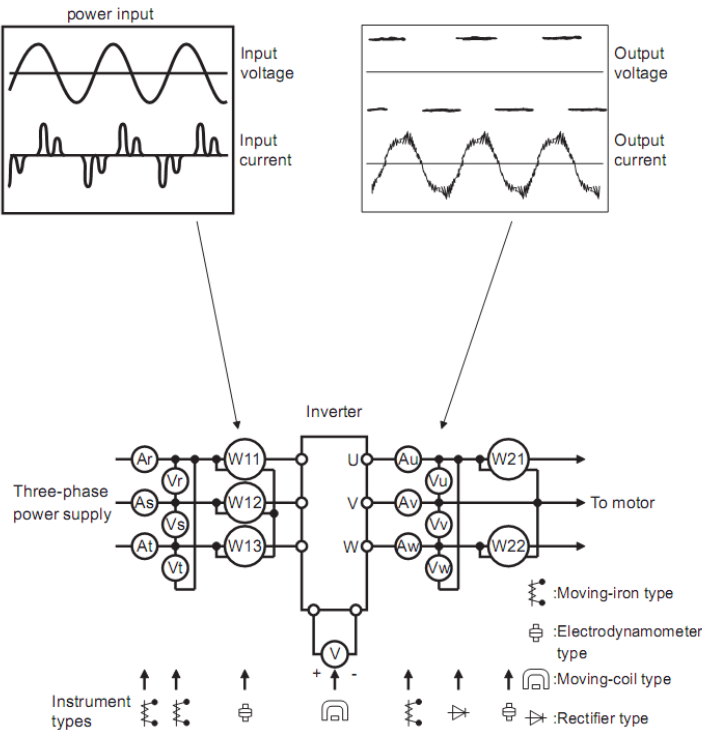 power input
Input
voltage
Input
current
Output
voltage
Output
current
Inverter
Ar
W11
U
Au
W21
Vr
Vu
Three-phase
power supply
As
W12
V
Av
To motor
Vs
Vv
At
W13
W
Aw
W22
Vt
Vw
:Moving-iron type
:Electrodynamometer
type
V
+ -
:Moving-coil type
Instrument
types
:Rectifier type